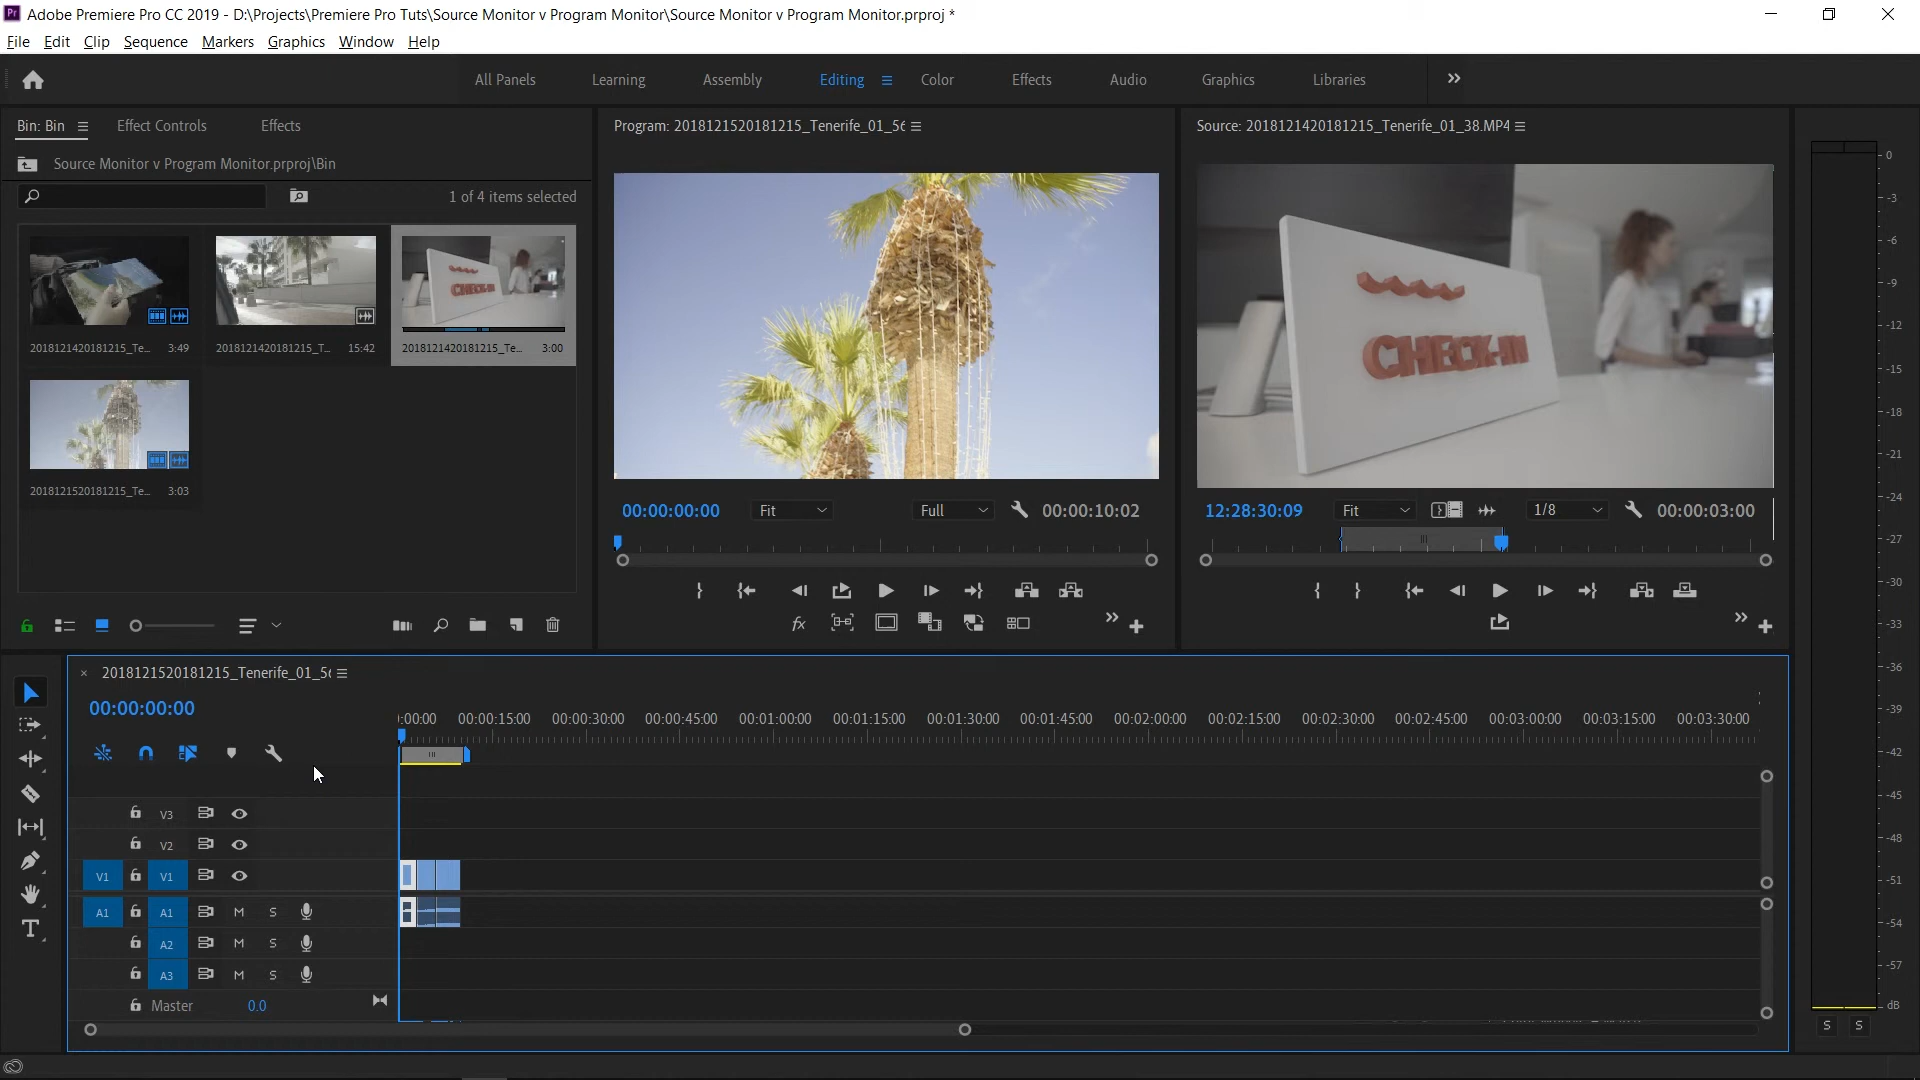 Adobe Premiere Pro CC 2019 - D:\Projects\Premiere Pro Tuts\Source Monitor v Program Monitor\Source Monitor v Program Monitor.prproj *
File Edit Clip Sequence Markers Graphics Window Help
All Panels Learning Assembly Editing Color Effects Audio Graphics Libraries
Bin: Bin Effect Controls Effects
Program: 2018121520181215_Tenerife_01_56
Source: 2018121420181215_Tenerife_01_38.MP4
Source Monitor v Program Monitor.prproj\Bin
1 of 4 items selected
2018121420181215_Te... 3:49
2018121420181215_T... 15:42
2018121420181215_Te... 3:00
2018121520181215_Te... 3:03
CHECK-IN
00:00:00:00 Fit Full 00:00:10:02
12:28:30:09 Fit 1/8 00:00:03:00
2018121520181215_Tenerife_01_56
00:00:00:00
:00:00 00:00:15:00 00:00:30:00 00:00:45:00 00:01:00:00 00:01:15:00 00:01:30:00 00:01:45:00 00:02:00:00 00:02:15:00 00:02:30:00 00:02:45:00 00:03:00:00 00:03:15:00 00:03:30:00
V3
V2
V1 V1
A1 A1 M S
A2 M S
A3 M S
Master 0.0
0
-3
-6
-9
-12
-15
-18
-21
-24
-27
-30
-33
-36
-39
-42
-45
-48
-51
-54
-57
dB
S S